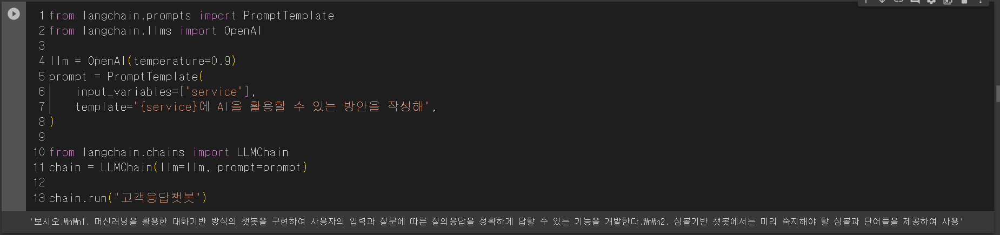 1 from langchain.prompts import PromptTemplate
2 from langchain.llms import OpenAI
3
4 llm = OpenAI(temperature=0.9)
5 prompt = PromptTemplate(
6     input_variables=["service"],
7     template="{service}에 AI을 활용할 수 있는 방안을 작성해",
8 )
9
10 from langchain.chains import LLMChain
11 chain = LLMChain(llm=llm, prompt=prompt)
12
13 chain.run("고객응답챗봇")
'보시오.₩n₩n1. 머신러닝을 활용한 대화기반 방식의 챗봇을 구현하여 사용자의 입력과 질문에 따른 질의응답을 정확하게 답할 수 있는 기능을 개발한다.₩n₩n2. 심볼기반 챗봇에서는 미리 숙지해야 할 심볼과 단어들을 제공하여 사용'